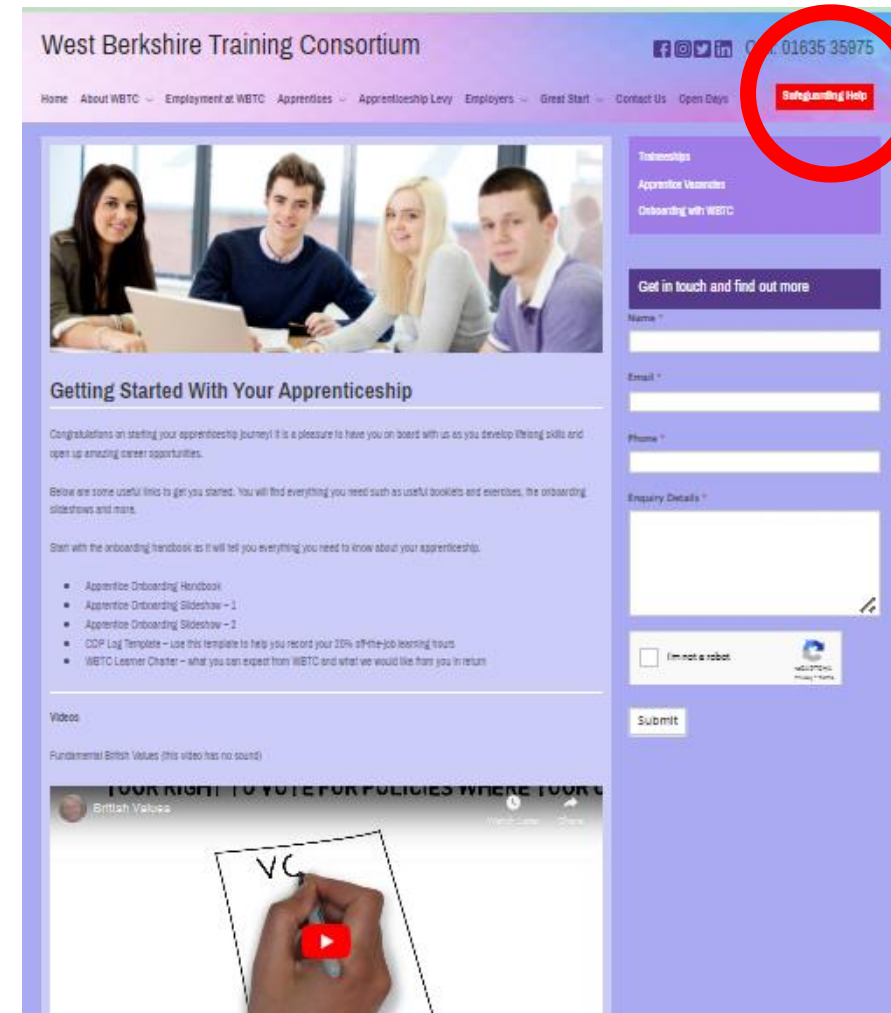 West Berkshire Training Consortium
01635 35975
Home About WBTC Employment at WBTC Apprentices Apprenticeship Levy Employers Great Start Contact Us Open Days
Safeguarding Help
Traineeships
Apprentice Vacancies
Onboarding with WBTC
Getting Started With Your Apprenticeship
Congratulations on starting your apprenticeship journey! It is a pleasure to have you on board with us as you develop lifelong skills and
open up amazing career opportunities.
Below are some useful links to get you started. You will find everything you need such as useful booklets and exercises, the onboarding
slideshows and more.
Start with the onboarding handbook as it will tell you everything you need to know about your apprenticeship.
Apprentice Onboarding Handbook
Apprentice Onboarding Slideshow – 1
Apprentice Onboarding Slideshow – 2
Log Template – use this template to help you record your 20% off-the-job learning hours
WBTC Learner Charter – what you can expect from WBTC and what we would like from you in return
Videos
Fundamental British Values (this video has no sound)
British Values
Watch Later Share
VO
Get in touch and find out more
Name *
Email *
Phone *
Enquiry Details *
I'm not a robot
reCAPTCHA
Privacy - Terms
Submit